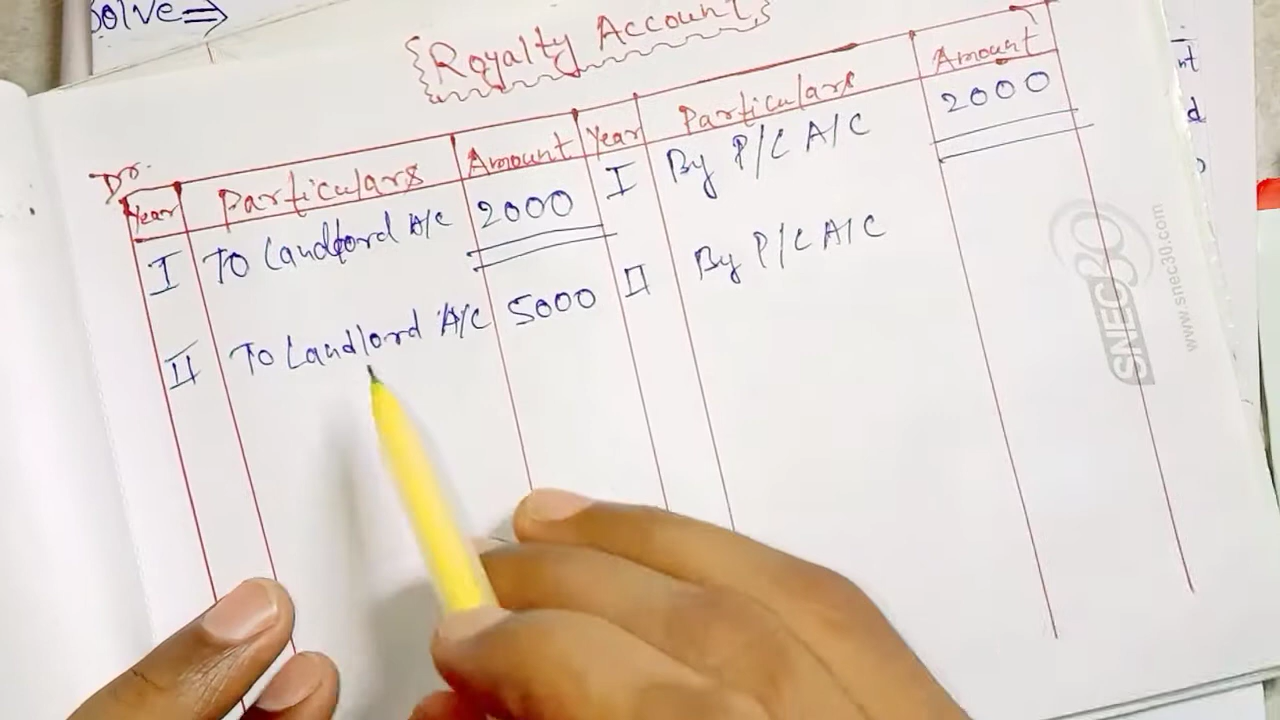 Solve ⇒
Royalty Account
Dr.
Year Particulars Amount Year Particulars Amount
I To Landlord A/C 2000 I By P/L A/C 2000
II To Landlord A/C 5000 II By P/L A/C
nt
d
SNEC30
www.snec30.com